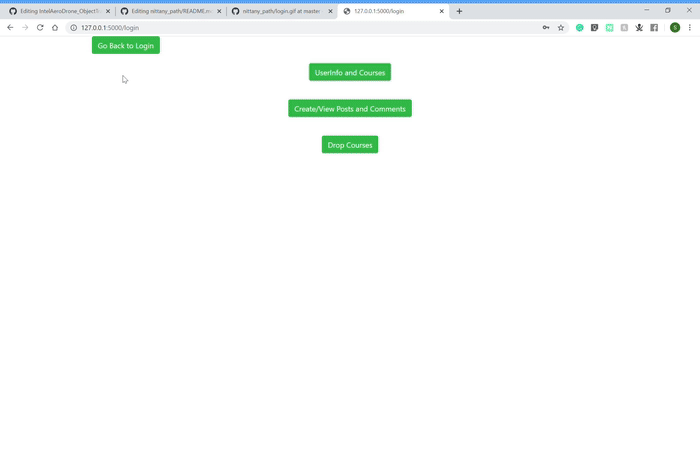 Editing IntelAeroDrone_Object
Editing nittany_path/README.m
nittany_path/login.gif at master
127.0.0.1:5000/login
127.0.0.1:5000/login
Go Back to Login
UserInfo and Courses
Create/View Posts and Comments
Drop Courses